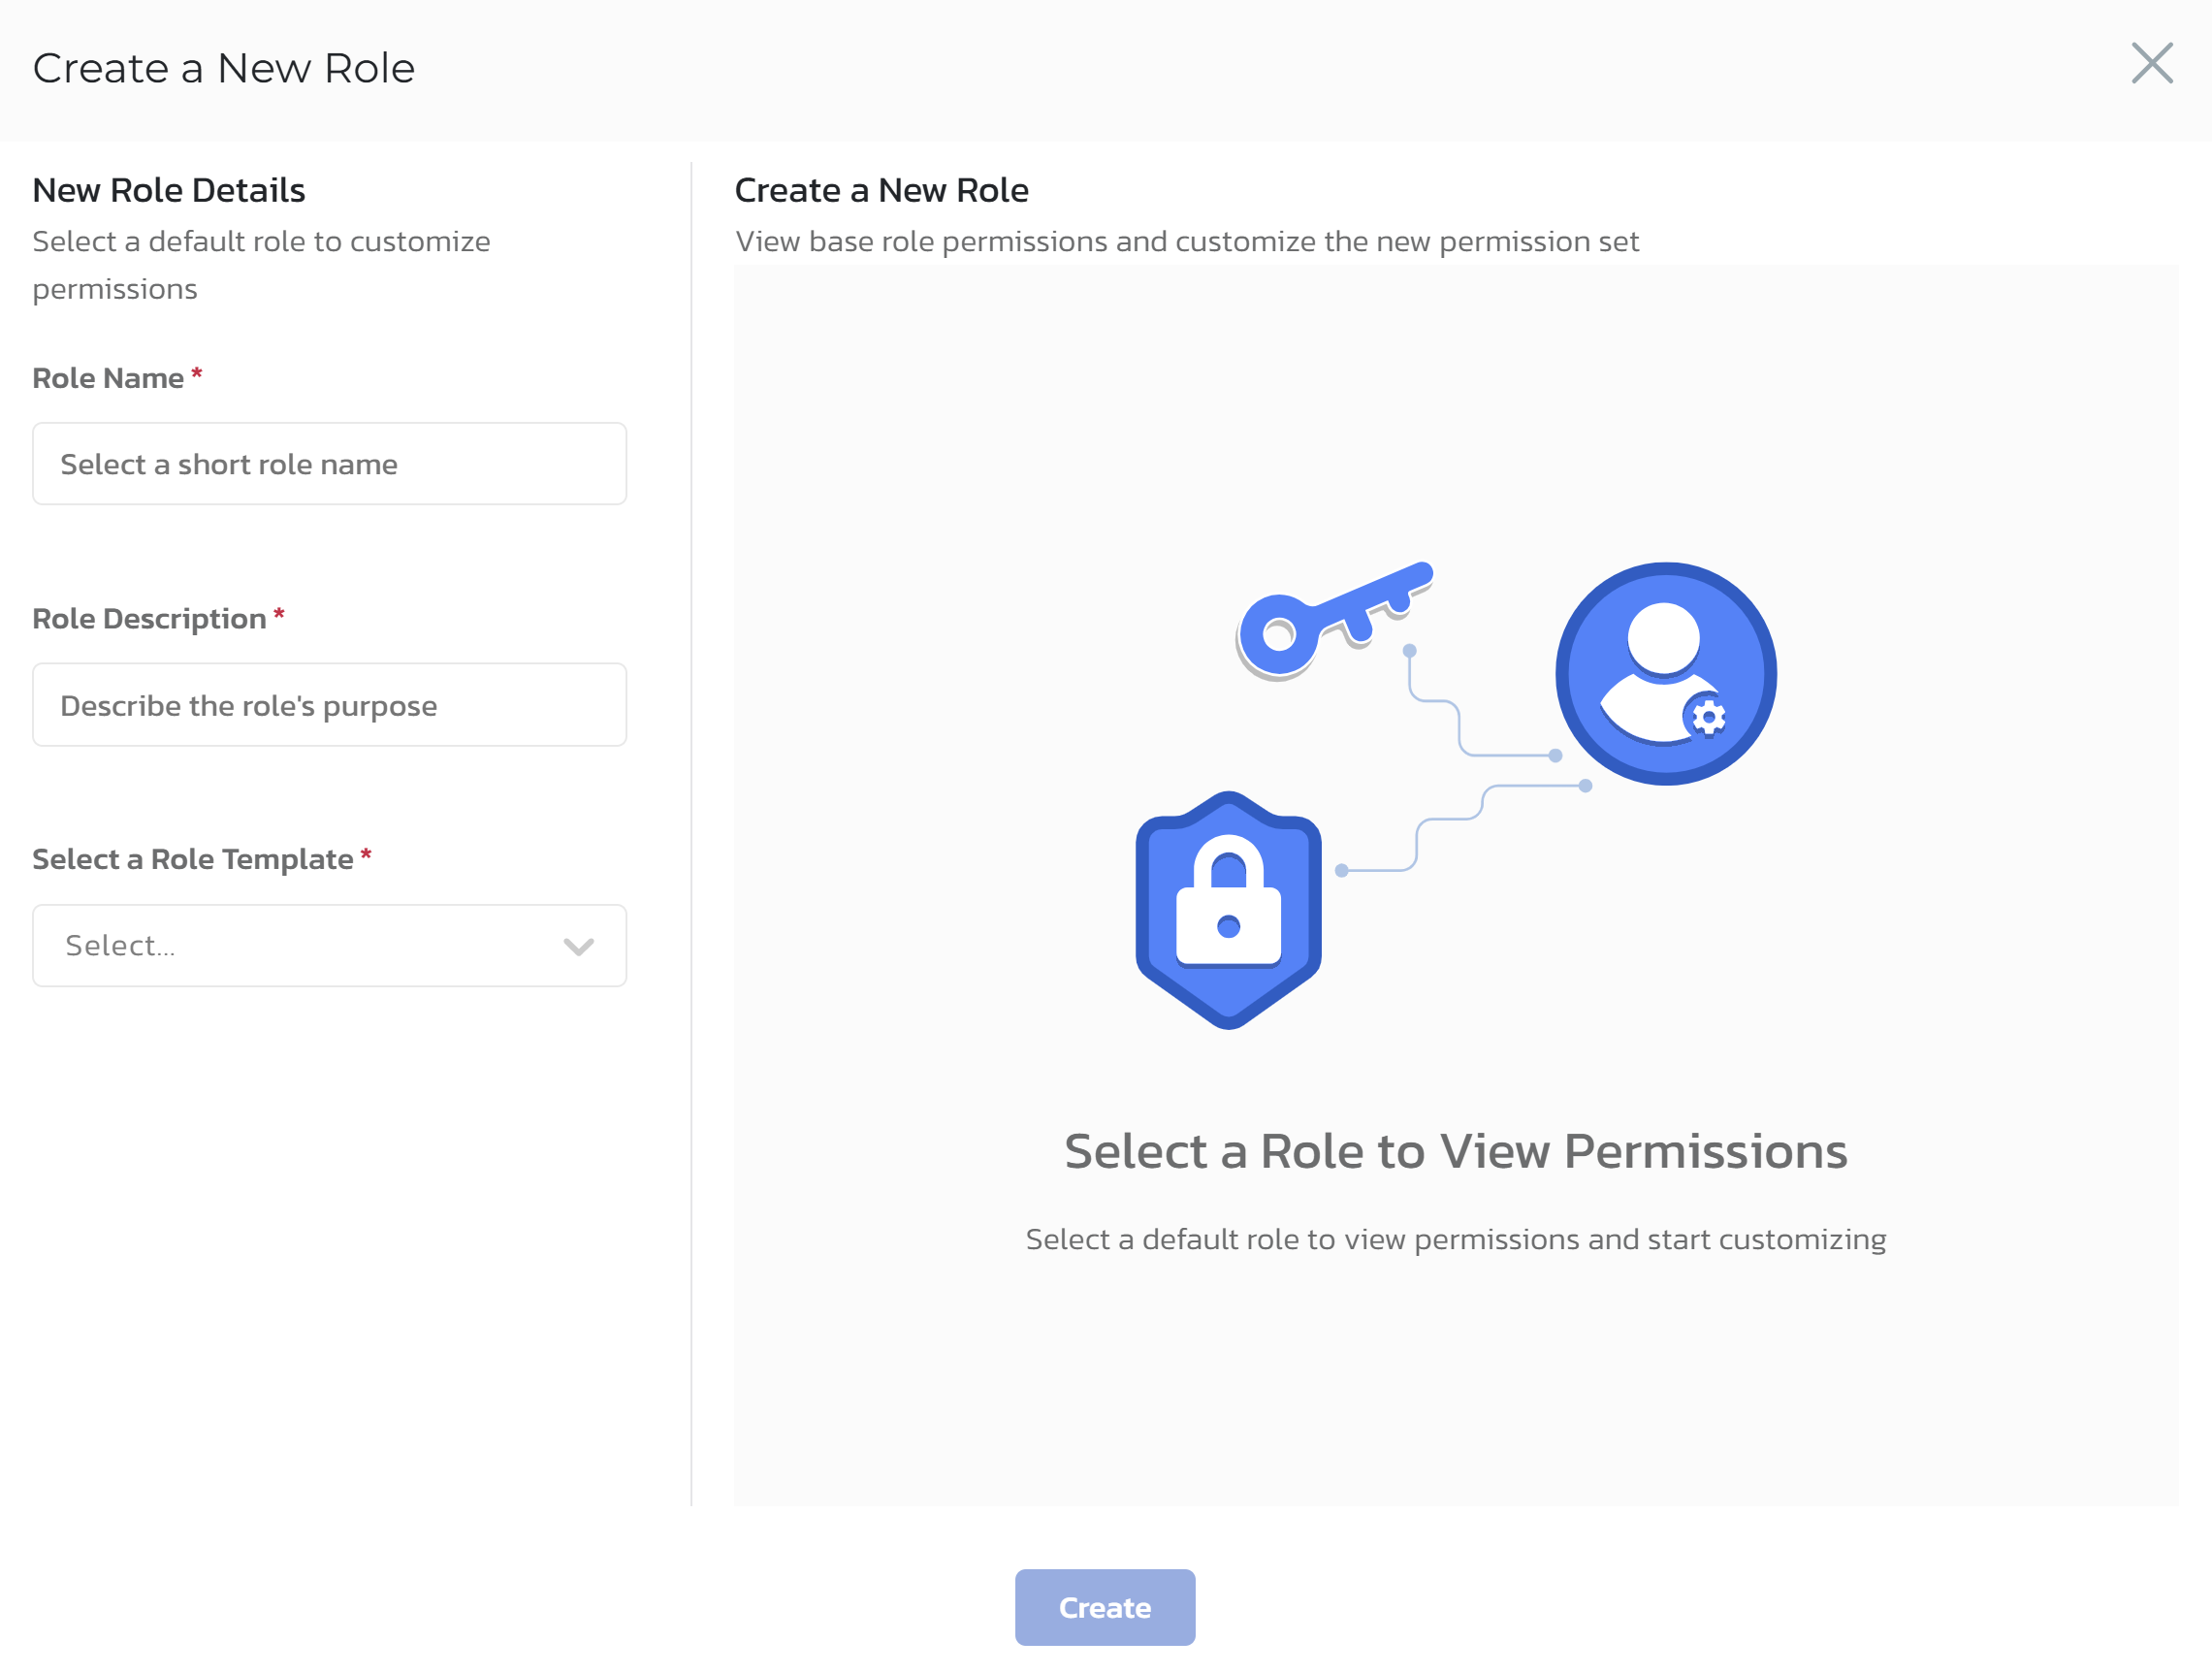 Create a New Role
New Role Details
Select a default role to customize
permissions
Role Name *
Select a short role name
Role Description *
Describe the role's purpose
Select a Role Template *
Select...
Create a New Role
View base role permissions and customize the new permission set
Select a Role to View Permissions
Select a default role to view permissions and start customizing
Create